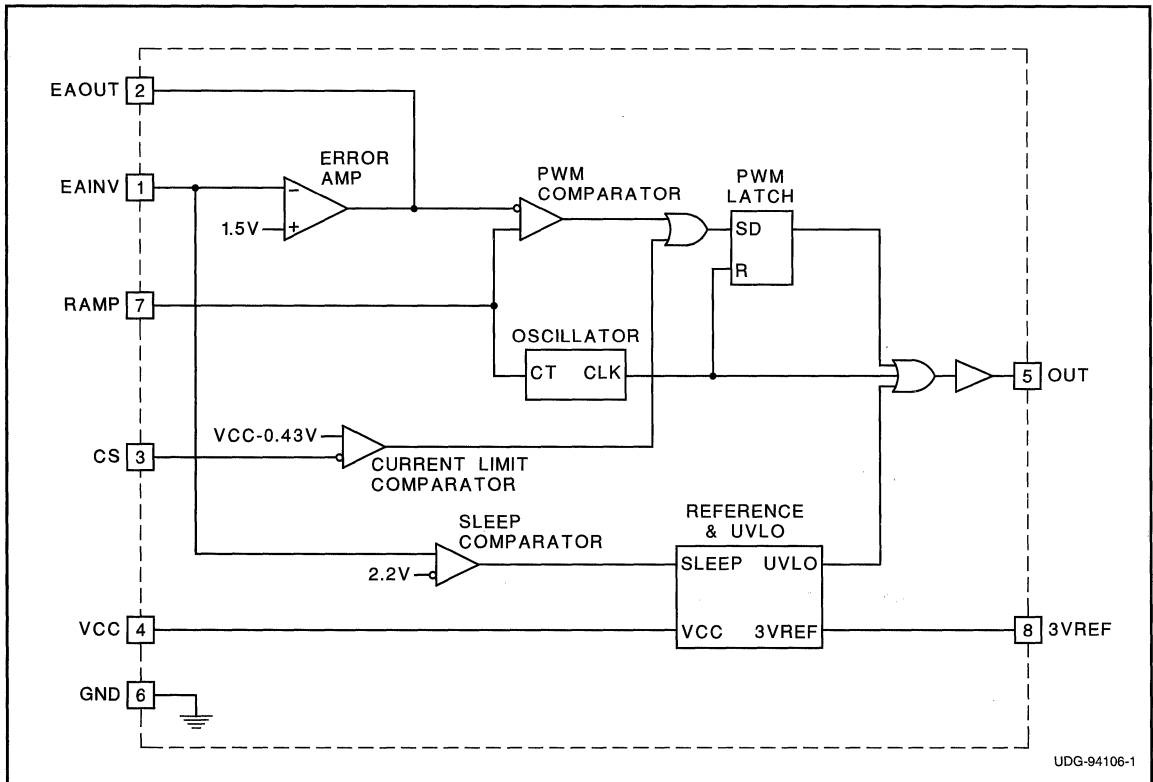 EAOUT 2
ERROR
AMP
EAINV 1
−
1.5V +
PWM
COMPARATOR
PWM
LATCH
SD
R
RAMP 7
OSCILLATOR
CT CLK
5 OUT
VCC-0.43V
CS 3
CURRENT LIMIT
COMPARATOR
SLEEP
COMPARATOR
2.2V
REFERENCE
& UVLO
SLEEP UVLO
VCC 3VREF
VCC 4
8 3VREF
GND 6
UDG-94106-1